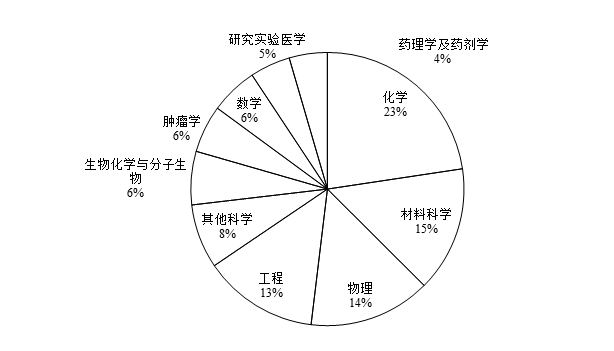 研究实验医学
5%
药理学及药剂学
4%
化学
23%
数学
6%
肿瘤学
6%
生物化学与分子生
物
6%
材料科学
15%
其他科学
8%
工程
13%
物理
14%